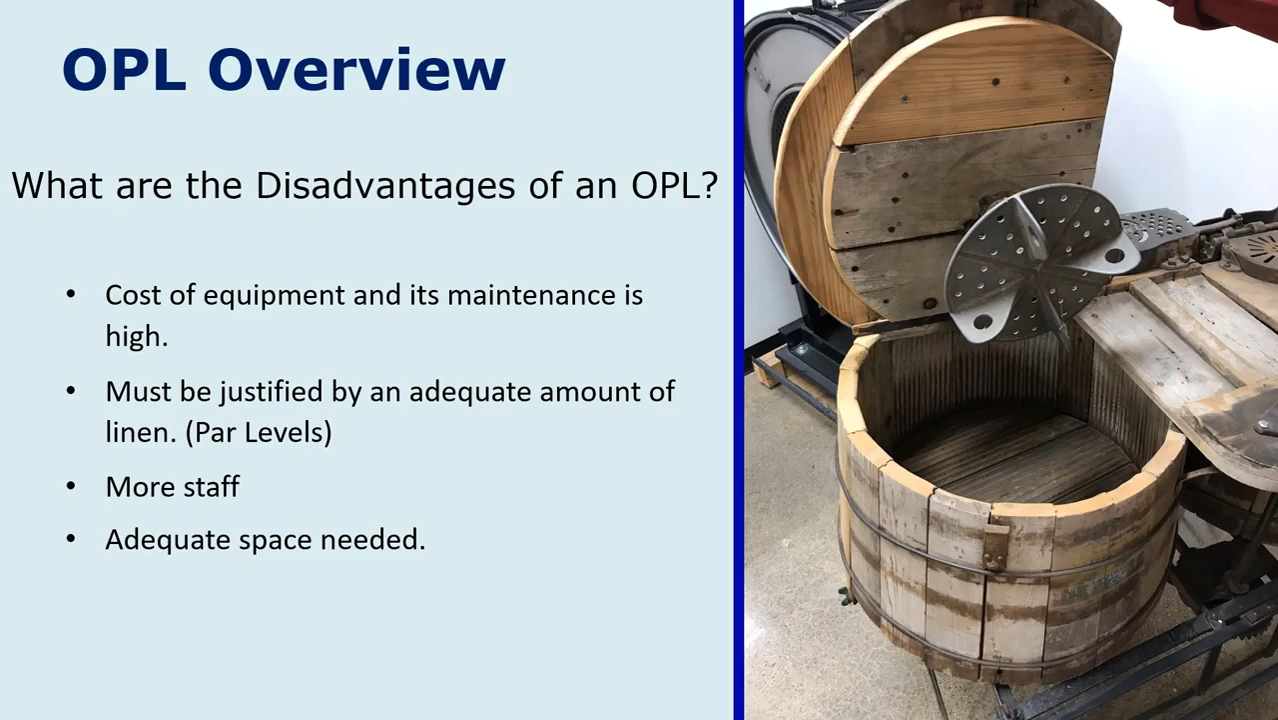 OPL Overview
What are the Disadvantages of an OPL?
• Cost of equipment and its maintenance is
high.
• Must be justified by an adequate amount of
linen. (Par Levels)
• More staff
• Adequate space needed.